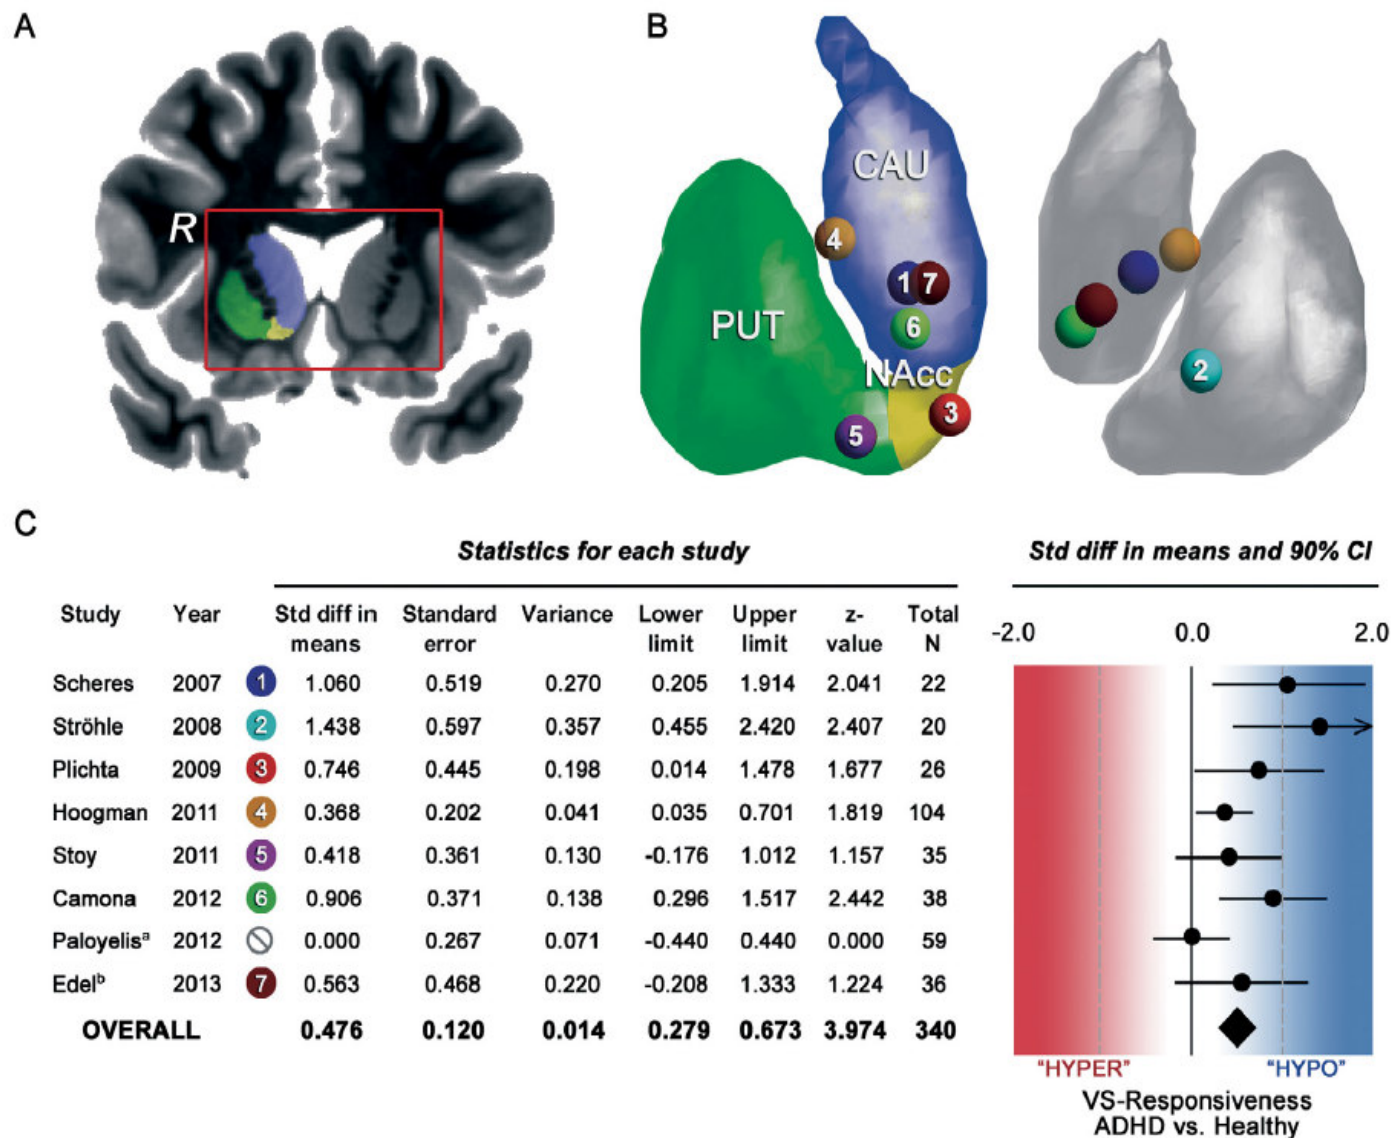 A
B
R
CAU
4
1 7
PUT
6
NAcc
3
5
2
C
Statistics for each study
Std diff in means and 90% CI
Study Year Std diff in means Standard error Variance Lower limit Upper limit z-value Total N
-2.0 0.0 2.0
Scheres 2007 1 1.060 0.519 0.270 0.205 1.914 2.041 22
Ströhle 2008 2 1.438 0.597 0.357 0.455 2.420 2.407 20
Plichta 2009 3 0.746 0.445 0.198 0.014 1.478 1.677 26
Hoogman 2011 4 0.368 0.202 0.041 0.035 0.701 1.819 104
Stoy 2011 5 0.418 0.361 0.130 -0.176 1.012 1.157 35
Camona 2012 6 0.906 0.371 0.138 0.296 1.517 2.442 38
Paloyelisᵃ 2012 0.000 0.267 0.071 -0.440 0.440 0.000 59
Edelᵇ 2013 7 0.563 0.468 0.220 -0.208 1.333 1.224 36
OVERALL 0.476 0.120 0.014 0.279 0.673 3.974 340
"HYPER" "HYPO"
VS-Responsiveness
ADHD vs. Healthy